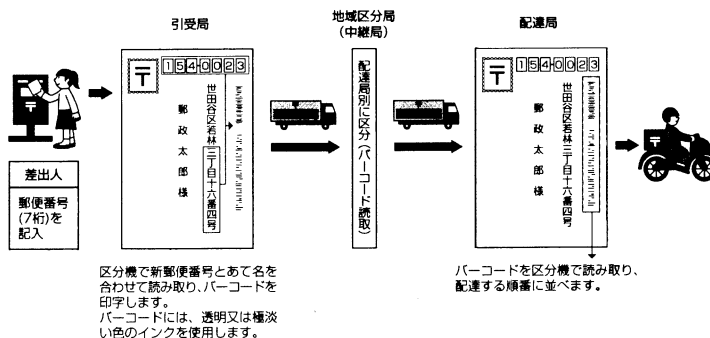 引受局
地域区分局
(中継局)
配達局
〒
154-0023
世田谷区若林三丁目十六番四号
郵政太郎様
配達局別に区分(バーコード読取)
〒
154-0023
世田谷区若林三丁目十六番四号
郵政太郎様
〒
差出人
郵便番号
(7桁)を
記入
区分機で新郵便番号とあて名を
合わせて読み取り、バーコードを
印字します。
バーコードには、透明又は極淡
い色のインクを使用します。
バーコードを区分機で読み取り、
配達する順番に並べます。